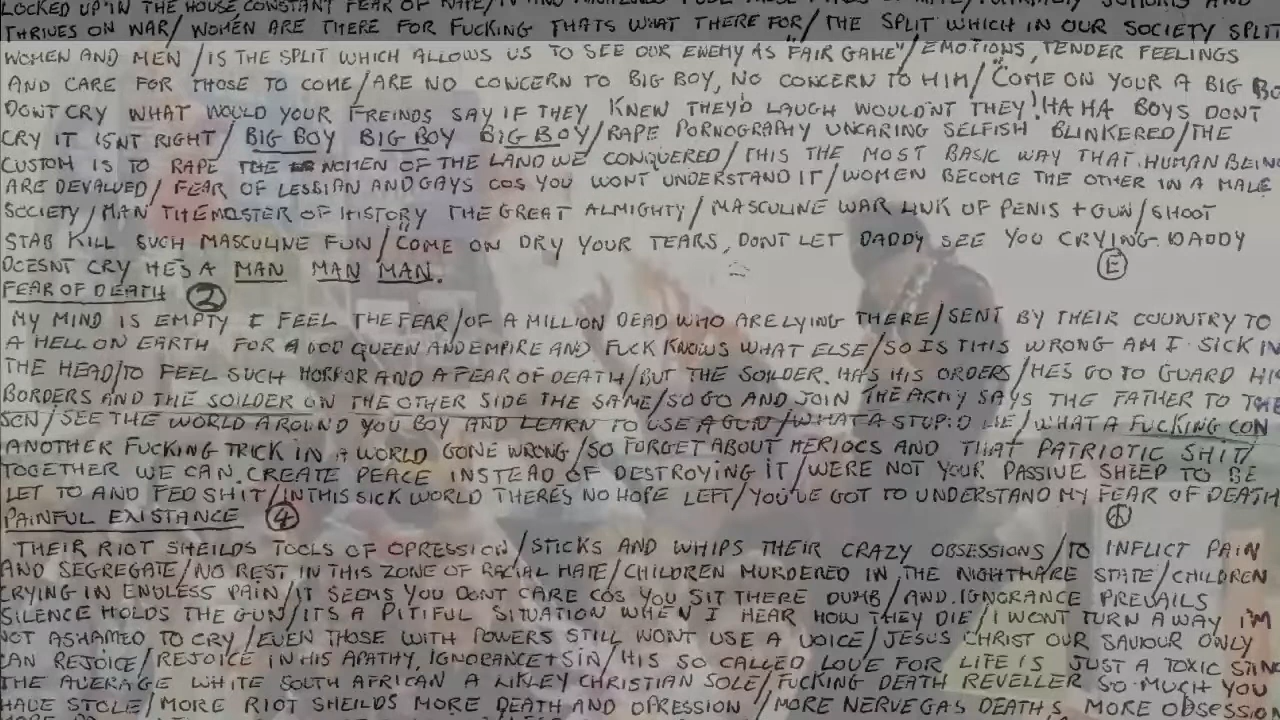 LOCKED UP IN THE HOUSE CONSTANT FEAR OF RAPE/
THRIVES ON WAR/ WOMEN ARE THERE FOR FUCKING THATS WHAT THERE FOR/ THE SPLIT WHICH IN OUR SOCIETY SPLIT
WOMEN AND MEN/IS THE SPLIT WHICH ALLOWS US TO SEE OUR ENEMY AS "FAIR GAME"/EMOTIONS, TENDER FEELINGS
AND CARE FOR THOSE TO COME/ARE NO CONCERN TO BIG BOY, NO CONCERN TO HIM/"COME ON YOUR A BIG BO
DONT CRY WHAT WOULD YOUR FREINDS SAY IF THEY KNEW THEY'D LAUGH WOULDNT THEY! HA HA BOYS DONT
CRY IT ISNT RIGHT/ BIG BOY BIG BOY BIG BOY/RAPE PORNOGRAPHY UNCARING SELFISH BLINKERED/THE
CUSTOM IS TO RAPE THE WOMEN OF THE LAND WE CONQUERED/THIS THE MOST BASIC WAY THAT HUMAN BEIN
ARE DEVALUED/ FEAR OF LESBIAN AND GAYS COS YOU WONT UNDERSTAND IT/WOMEN BECOME THE OTHER IN A MALE
SOCIETY/MAN THE MASTER OF HISTORY THE GREAT ALMIGHTY/ MASCULINE WAR LINK OF PENIS + GUN/SHOOT
STAB KILL SUCH MASCULINE FUN/"COME ON DRY YOUR TEARS, DONT LET DADDY SEE YOU CRYING. DADDY
DOESNT CRY HE'S A MAN MAN MAN. E
FEAR OF DEATH 2
MY MIND IS EMPTY I FEEL THE FEAR/OF A MILLION DEAD WHO ARE LYING THERE/SENT BY THEIR COUNTRY TO
A HELL ON EARTH FOR A GOD QUEEN AND EMPIRE AND FUCK KNOWS WHAT ELSE/SO IS THIS WRONG AM I SICK IN
THE HEAD/TO FEEL SUCH HORROR AND A FEAR OF DEATH/BUT THE SOILDER HAS HIS ORDERS/HES GO TO GUARD HI
BORDERS AND THE SOILDER ON THE OTHER SIDE THE SAME/SO GO AND JOIN THE ARMY SAYS THE FATHER TO THE
SON/SEE THE WORLD AROUND YOU BOY AND LEARN TO USE A GUN/WHAT A STUPID LIE/WHAT A FUCKING CON
ANOTHER FUCKING TRICK IN A WORLD GONE WRONG/SO FORGET ABOUT HERIOCS AND THAT PATRIOTIC SHIT/
TOGETHER WE CAN CREATE PEACE INSTEAD OF DESTROYING IT/WERE NOT YOUR PASSIVE SHEEP TO BE
LET TO AND FED SHIT/IN THIS SICK WORLD THERE'S NO HOPE LEFT/YOU'VE GOT TO UNDERSTAND MY FEAR OF DEATH
PAINFUL EXISTANCE 4
THEIR RIOT SHEILDS TOOLS OF OPRESSION/STICKS AND WHIPS THEIR CRAZY OBSESSIONS/TO INFLICT PAIN
AND SEGREGATE/NO REST IN THIS ZONE OF RACIAL HATE/CHILDREN MURDERED IN THE NIGHTMARE STATE/CHILDREN
CRYING IN ENDLESS PAIN/IT SEEMS YOU DONT CARE COS YOU SIT THERE DUMB/AND IGNORANCE PREVAILS
SILENCE HOLDS THE GUN/ITS A PITIFUL SITUATION WHEN I HEAR HOW THEY DIE/I WONT TURN A WAY I'M
NOT ASHAMED TO CRY/EVEN THOSE WITH POWERS STILL WONT USE A VOICE/JESUS CHRIST OUR SAVIOUR ONLY
CAN REJOICE/REJOICE IN HIS APATHY, IGNORANCE + SIN/HIS SO CALLED LOVE FOR LIFE IS JUST A TOXIC
THE AVERAGE WHITE SOUTH AFRICAN A LIKLEY CHRISTIAN SOLE/FUCKING DEATH REVELLER SO MUCH YOU
HAVE STOLE/MORE RIOT SHEILDS MORE DEATH AND OPRESSION/MORE NERVE GAS DEATHS, MORE OBSESSION